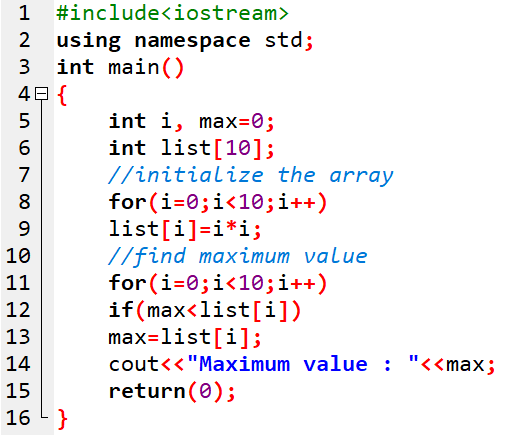 1 #include<iostream>
2 using namespace std;
3 int main()
4 {
5 int i, max=0;
6 int list[10];
7 //initialize the array
8 for(i=0;i<10;i++)
9 list[i]=i*i;
10 //find maximum value
11 for(i=0;i<10;i++)
12 if(max<list[i])
13 max=list[i];
14 cout<<"Maximum value : "<<max;
15 return(0);
16 }